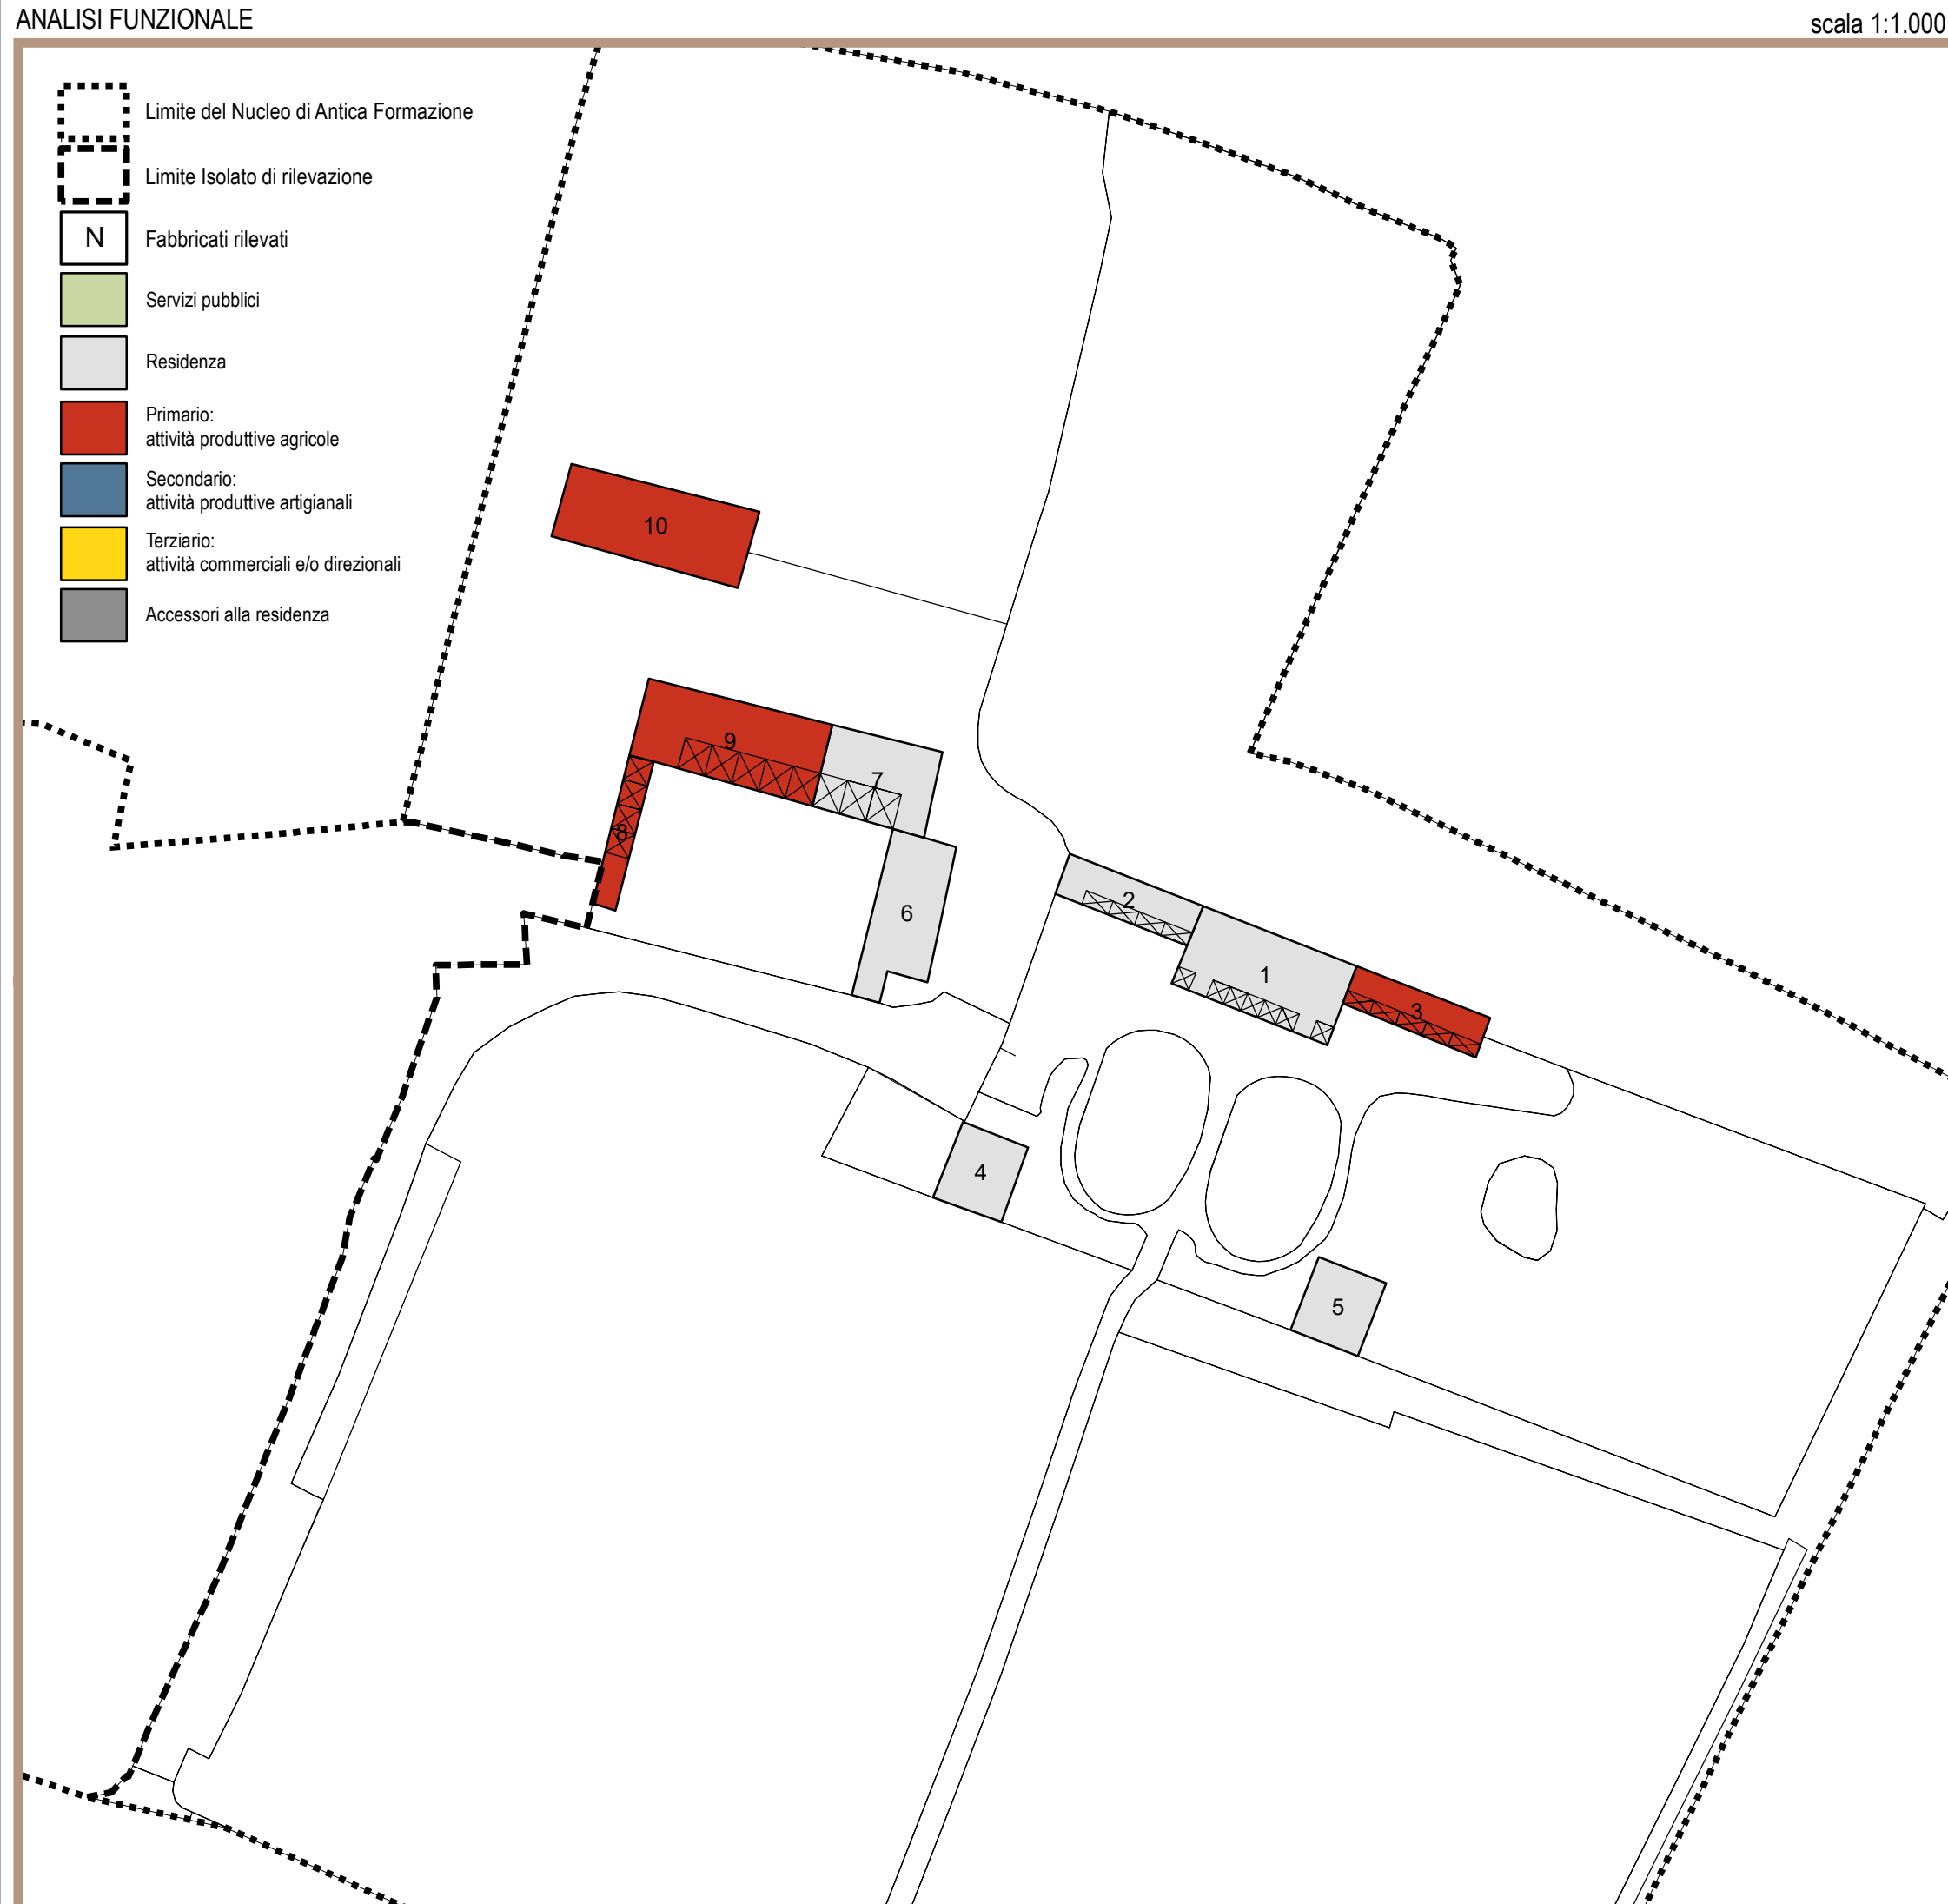 ANALISI FUNZIONALE
scala 1:1.000
Limite del Nucleo di Antica Formazione
Limite Isolato di rilevazione
N
Fabbricati rilevati
Servizi pubblici
Residenza
Primario:
attività produttive agricole
Secondario:
attività produttive artigianali
Terziario:
attività commerciali e/o direzionali
Accessori alla residenza
10
9
7
8
6
2
1
3
4
5